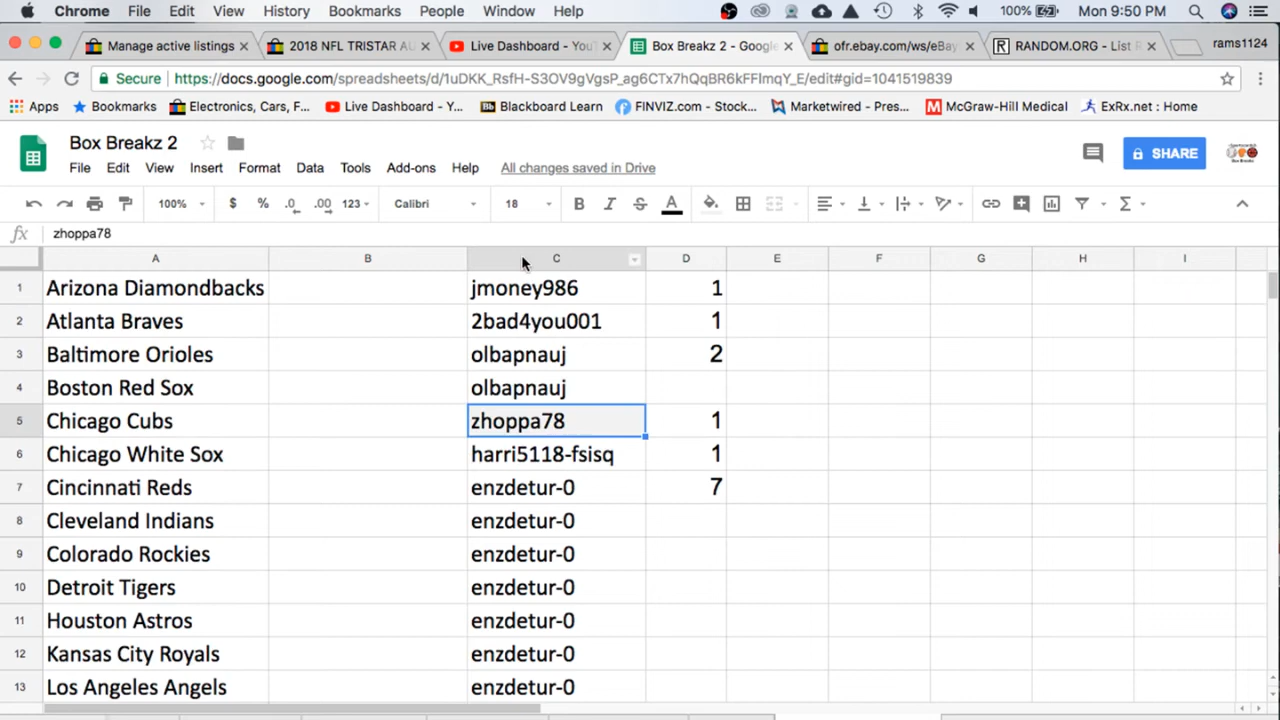 Chrome File Edit View History Bookmarks People Window Help 100% Mon 9:50 PM
Manage active listings 2018 NFL TRISTAR AU Live Dashboard - You Box Breakz 2 - Google ofr.ebay.com/ws/eBay RANDOM.ORG - List R rams1124
Secure https://docs.google.com/spreadsheets/d/1uDKK_RsfH-S3OV9gVgsP_ag6CTx7hQqBR6kFFImqY_E/edit#gid=1041519839
Apps Bookmarks Electronics, Cars, F... Live Dashboard - Y... Blackboard Learn FINVIZ.com - Stock... Marketwired - Pres... McGraw-Hill Medical ExRx.net : Home
Box Breakz 2
File Edit View Insert Format Data Tools Add-ons Help All changes saved in Drive SHARE
100% $ % .0 .00 123 Calibri 18 B I S A Σ
fx zhoppa78
A B C D E F G H I
1 Arizona Diamondbacks jmoney986 1
2 Atlanta Braves 2bad4you001 1
3 Baltimore Orioles olbapnauj 2
4 Boston Red Sox olbapnauj
5 Chicago Cubs zhoppa78 1
6 Chicago White Sox harri5118-fsisq 1
7 Cincinnati Reds enzdetur-0 7
8 Cleveland Indians enzdetur-0
9 Colorado Rockies enzdetur-0
10 Detroit Tigers enzdetur-0
11 Houston Astros enzdetur-0
12 Kansas City Royals enzdetur-0
13 Los Angeles Angels enzdetur-0